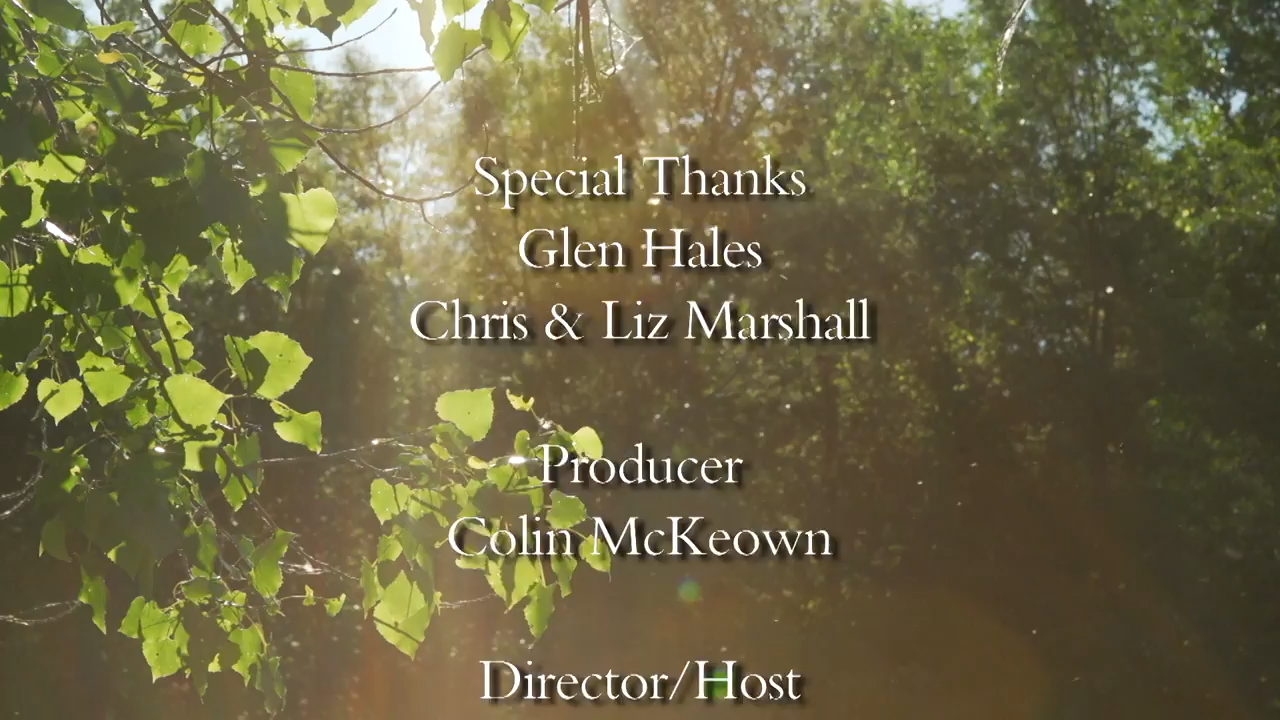 Special Thanks
Glen Hales
Chris & Liz Marshall
Producer
Colin McKeown
Director/Host